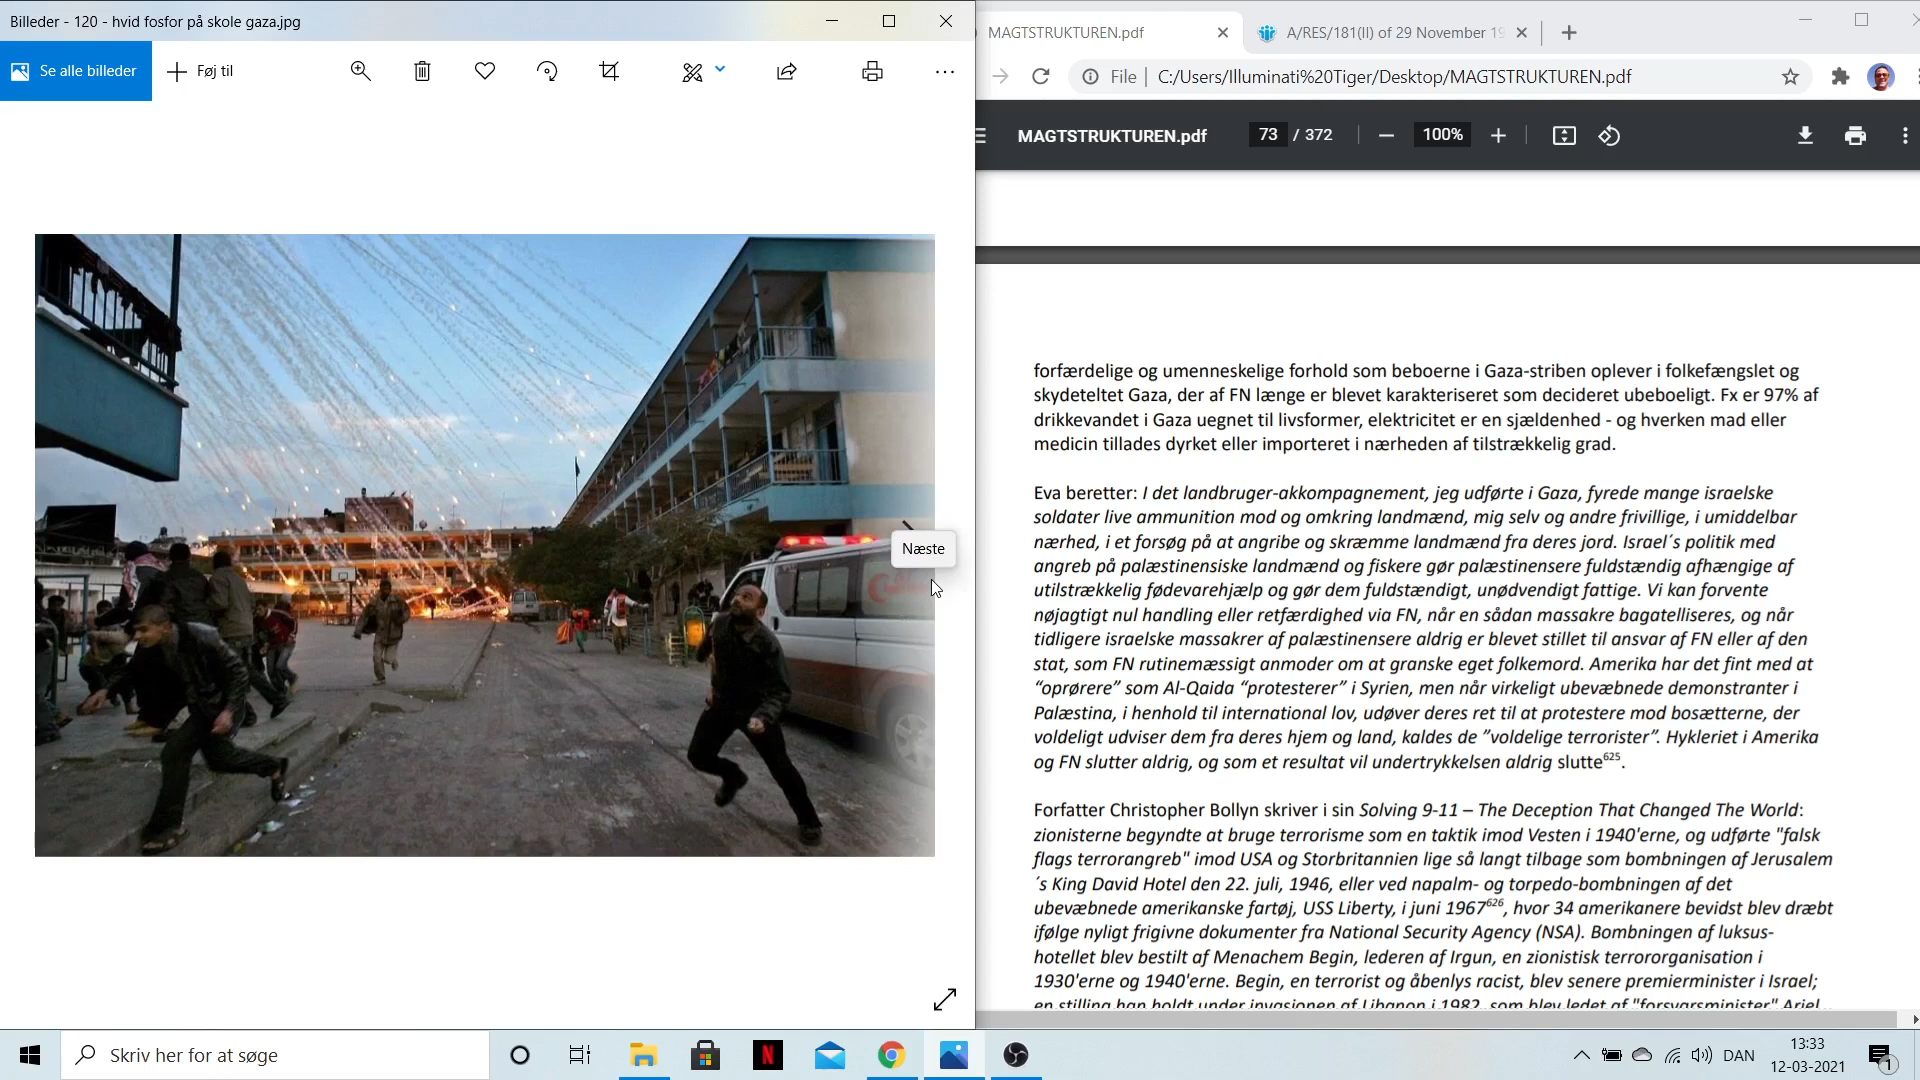 Billeder - 120 - hvid fosfor på skole gaza.jpg
Se alle billeder
Føj til
Næste
MAGTSTRUKTUREN.pdf
A/RES/181(II) of 29 November 19
File | C:/Users/Illuminati%20Tiger/Desktop/MAGTSTRUKTUREN.pdf
MAGTSTRUKTUREN.pdf
73 / 372
100%
forfærdelige og umenneskelige forhold som beboerne i Gaza-striben oplever i folkefængslet og
skydeteltet Gaza, der af FN længe er blevet karakteriseret som decideret ubeboeligt. Fx er 97% af
drikkevandet i Gaza uegnet til livsformer, elektricitet er en sjældenhed - og hverken mad eller
medicin tillades dyrket eller importeret i nærheden af tilstrækkelig grad.
Eva beretter: I det landbruger-akkompagnement, jeg udførte i Gaza, fyrede mange israelske
soldater live ammunition mod og omkring landmænd, mig selv og andre frivillige, i umiddelbar
nærhed, i et forsøg på at angribe og skræmme landmænd fra deres jord. Israel´s politik med
angreb på palæstinensiske landmænd og fiskere gør palæstinensere fuldstændig afhængige af
utilstrækkelig fødevarehjælp og gør dem fuldstændigt, unødvendigt fattige. Vi kan forvente
nøjagtigt nul handling eller retfærdighed via FN, når en sådan massakre bagatelliseres, og når
tidligere israelske massakrer af palæstinensere aldrig er blevet stillet til ansvar af FN eller af den
stat, som FN rutinemæssigt anmoder om at granske eget folkemord. Amerika har det fint med at
“oprørere” som Al-Qaida “protesterer” i Syrien, men når virkeligt ubevæbnede demonstranter i
Palæstina, i henhold til international lov, udøver deres ret til at protestere mod bosætterne, der
voldeligt udviser dem fra deres hjem og land, kaldes de ”voldelige terrorister”. Hykleriet i Amerika
og FN slutter aldrig, og som et resultat vil undertrykkelsen aldrig slutte625.
Forfatter Christopher Bollyn skriver i sin Solving 9-11 – The Deception That Changed The World:
zionisterne begyndte at bruge terrorisme som en taktik imod Vesten i 1940'erne, og udførte "falsk
flags terrorangreb" imod USA og Storbritannien lige så langt tilbage som bombningen af Jerusalem
´s King David Hotel den 22. juli, 1946, eller ved napalm- og torpedo-bombningen af det
ubevæbnede amerikanske fartøj, USS Liberty, i juni 1967626, hvor 34 amerikanere bevidst blev dræbt
ifølge nyligt frigivne dokumenter fra National Security Agency (NSA). Bombningen af luksus-
hotellet blev bestilt af Menachem Begin, lederen af Irgun, en zionistisk terrororganisation i
1930'erne og 1940'erne. Begin, en terrorist og åbenlys racist, blev senere premierminister i Israel;
en stilling han holdt under invasionen af Libanon i 1982, som blev ledet af "forsvarsminister" Ariel
Skriv her for at søge
DAN
13:33
12-03-2021
1